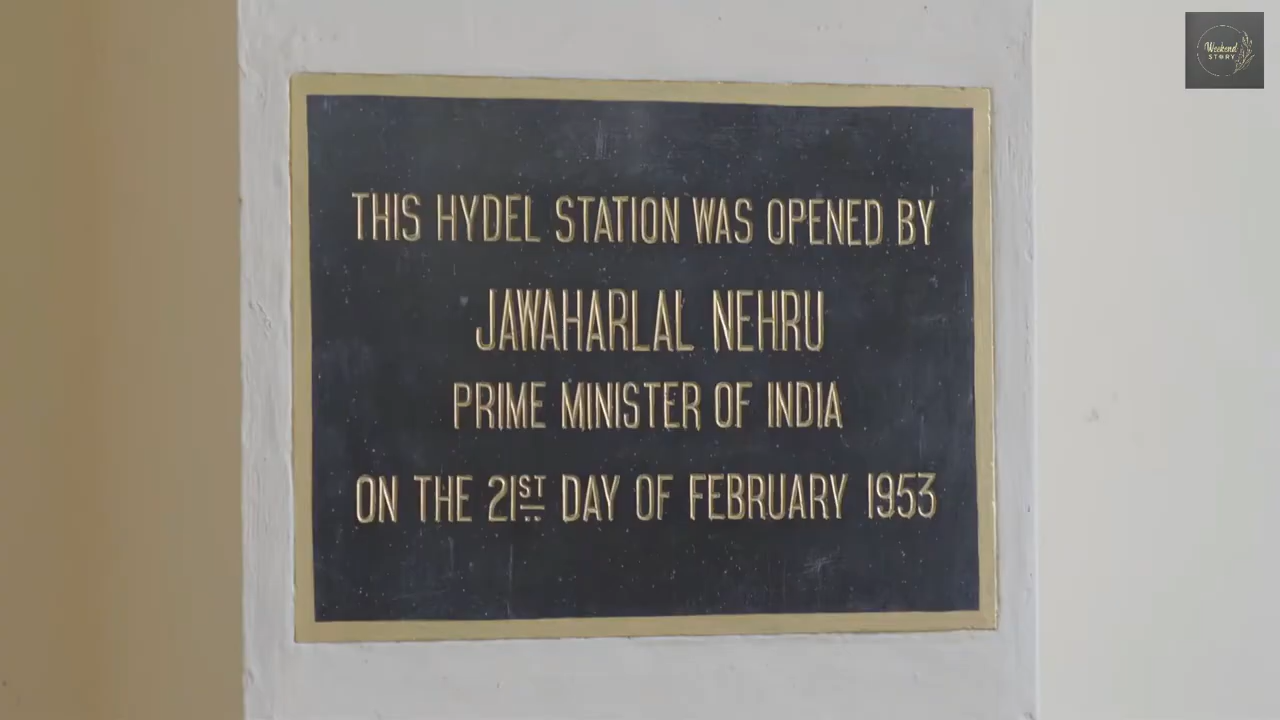 Weekend
STORY
THIS HYDEL STATION WAS OPENED BY
JAWAHARLAL NEHRU
PRIME MINISTER OF INDIA
ON THE 21ST DAY OF FEBRUARY 1953